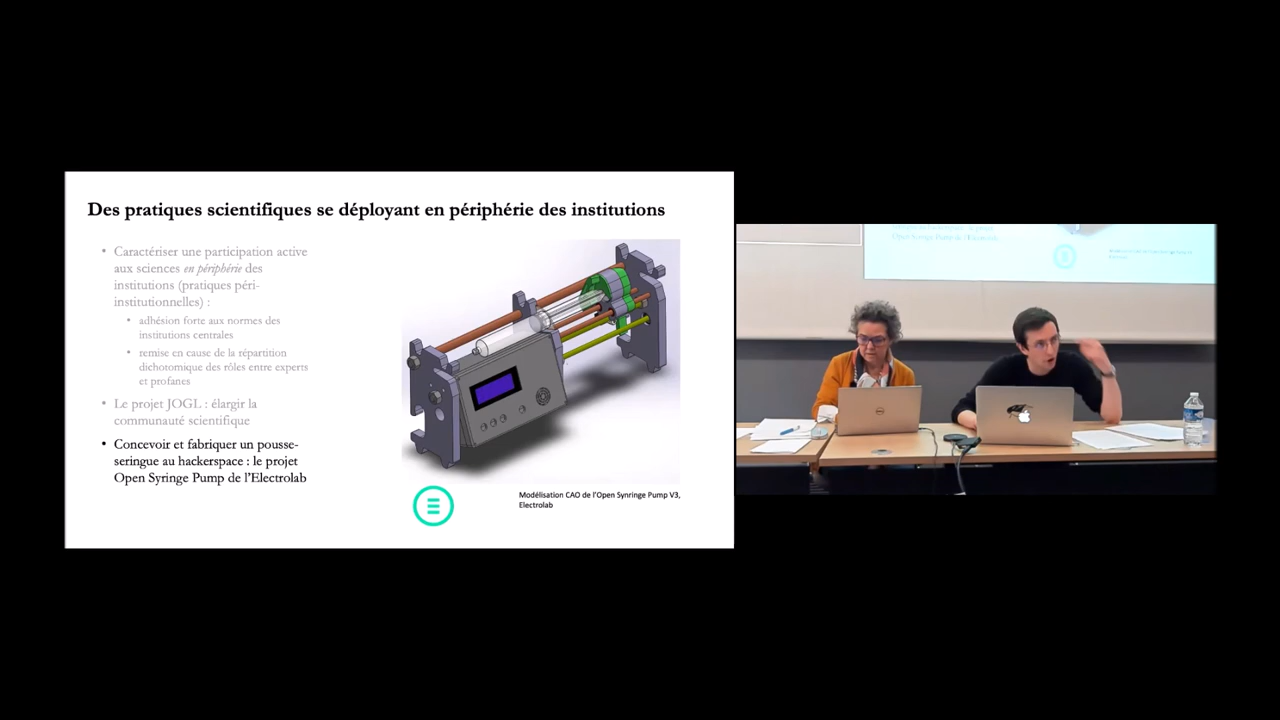 Des pratiques scientifiques se déployant en périphérie des institutions
• Caractériser une participation active
aux sciences en périphérie des
institutions (pratiques péri-
institutionnelles) :
• adhésion forte aux normes des
institutions centrales
• remise en cause de la répartition
dichotomique des rôles entre experts
et profanes
• Le projet JOGL : élargir la
communauté scientifique
• Concevoir et fabriquer un pousse-
seringue au hackerspace : le projet
Open Syringe Pump de l'Electrolab
Modélisation CAO de l'Open Synringe Pump V3,
Electrolab